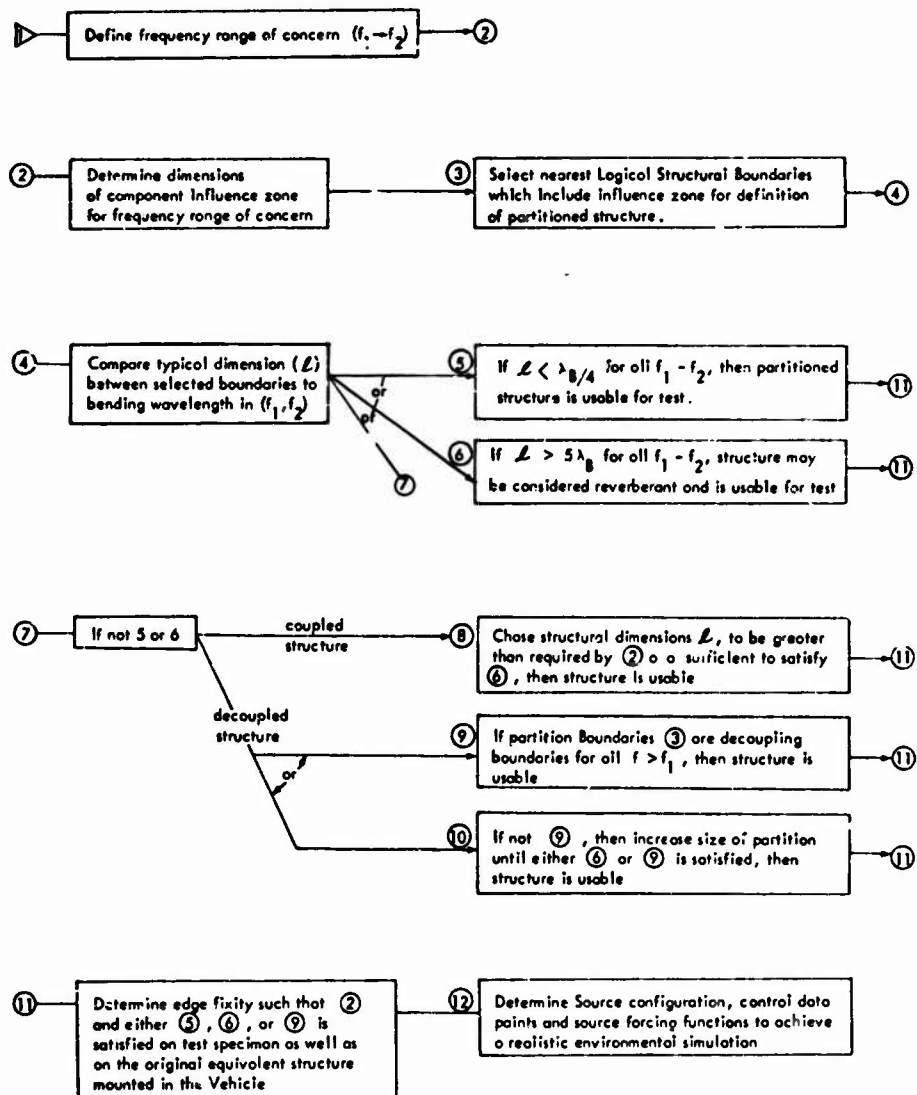 Define frequency range of concern (f₁→f₂)
②
②
Determine dimensions
of component influence zone
for frequency range of concern
③
Select nearest Logical Structural Boundaries
which include influence zone for definition
of partitioned structure.
④
④
Compare typical dimension (ℓ)
between selected boundaries to
bending wavelength in (f₁,f₂)
or
or
⑦
⑤
If ℓ < λ_B/4 for all f₁ - f₂, then partitioned
structure is usable for test.
⑪
⑥
If ℓ > 5λ_B for all f₁ - f₂, structure may
be considered reverberant and is usable for test
⑪
⑦
If not 5 or 6
coupled
structure
⑧
Chose structural dimensions ℓ, to be greater
than required by ② sufficient to satisfy
⑥, then structure is usable
⑪
decoupled
structure
or
⑨
If partition Boundaries ③ are decoupling
boundaries for all f > f₁, then structure is
usable
⑪
⑩
If not ⑨, then increase size of partition
until either ⑥ or ⑨ is satisfied, then
structure is usable
⑪
⑪
Determine edge fixity such that ②
and either ⑤, ⑥, or ⑨ is
satisfied on test specimen as well as
on the original equivalent structure
mounted in the Vehicle
⑫
Determine Source configuration, control data
points and source forcing functions to achieve
a realistic environmental simulation